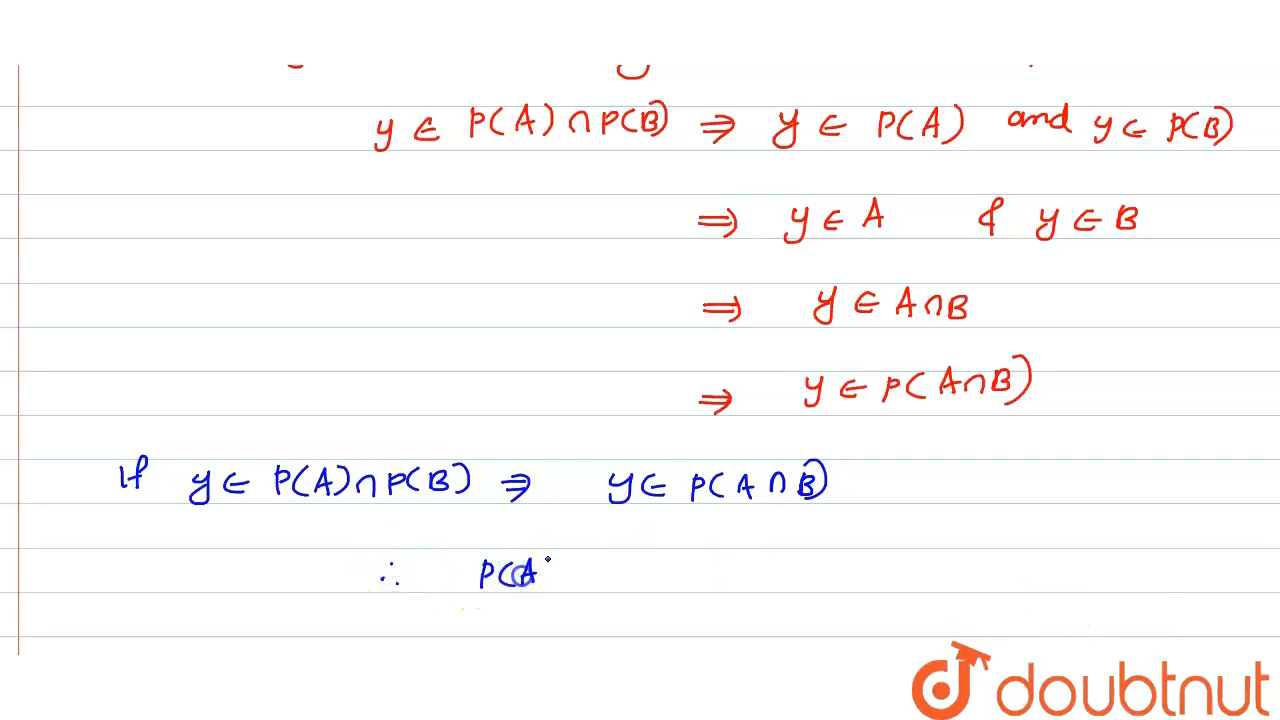 y ∈ P(A) ∩ P(B) ⇒ y ∈ P(A) and y ∈ P(B)
⇒ y ∈ A & y ∈ B
⇒ y ∈ A∩B
⇒ y ∈ P(A∩B)
If y ∈ P(A) ∩ P(B) ⇒ y ∈ P(A ∩ B)
∴ P(A
doubtnut